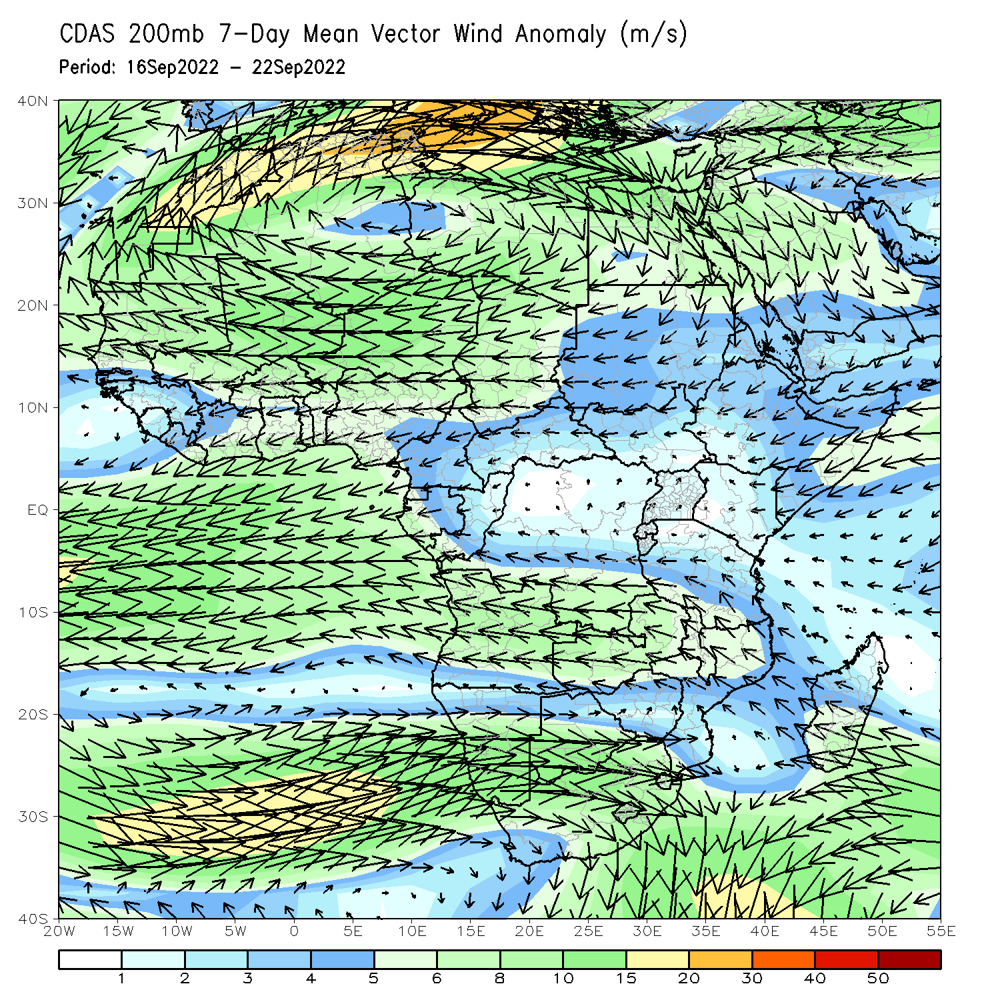 CDAS 200mb 7-Day Mean Vector Wind Anomaly (m/s)
Period: 16Sep2022 - 22Sep2022
40N
30N
20N
10N
EQ
10S
20S
30S
40S
20W 15W 10W 5W 0 5E 10E 15E 20E 25E 30E 35E 40E 45E 50E 55E
1 2 3 4 5 6 8 10 15 20 30 40 50